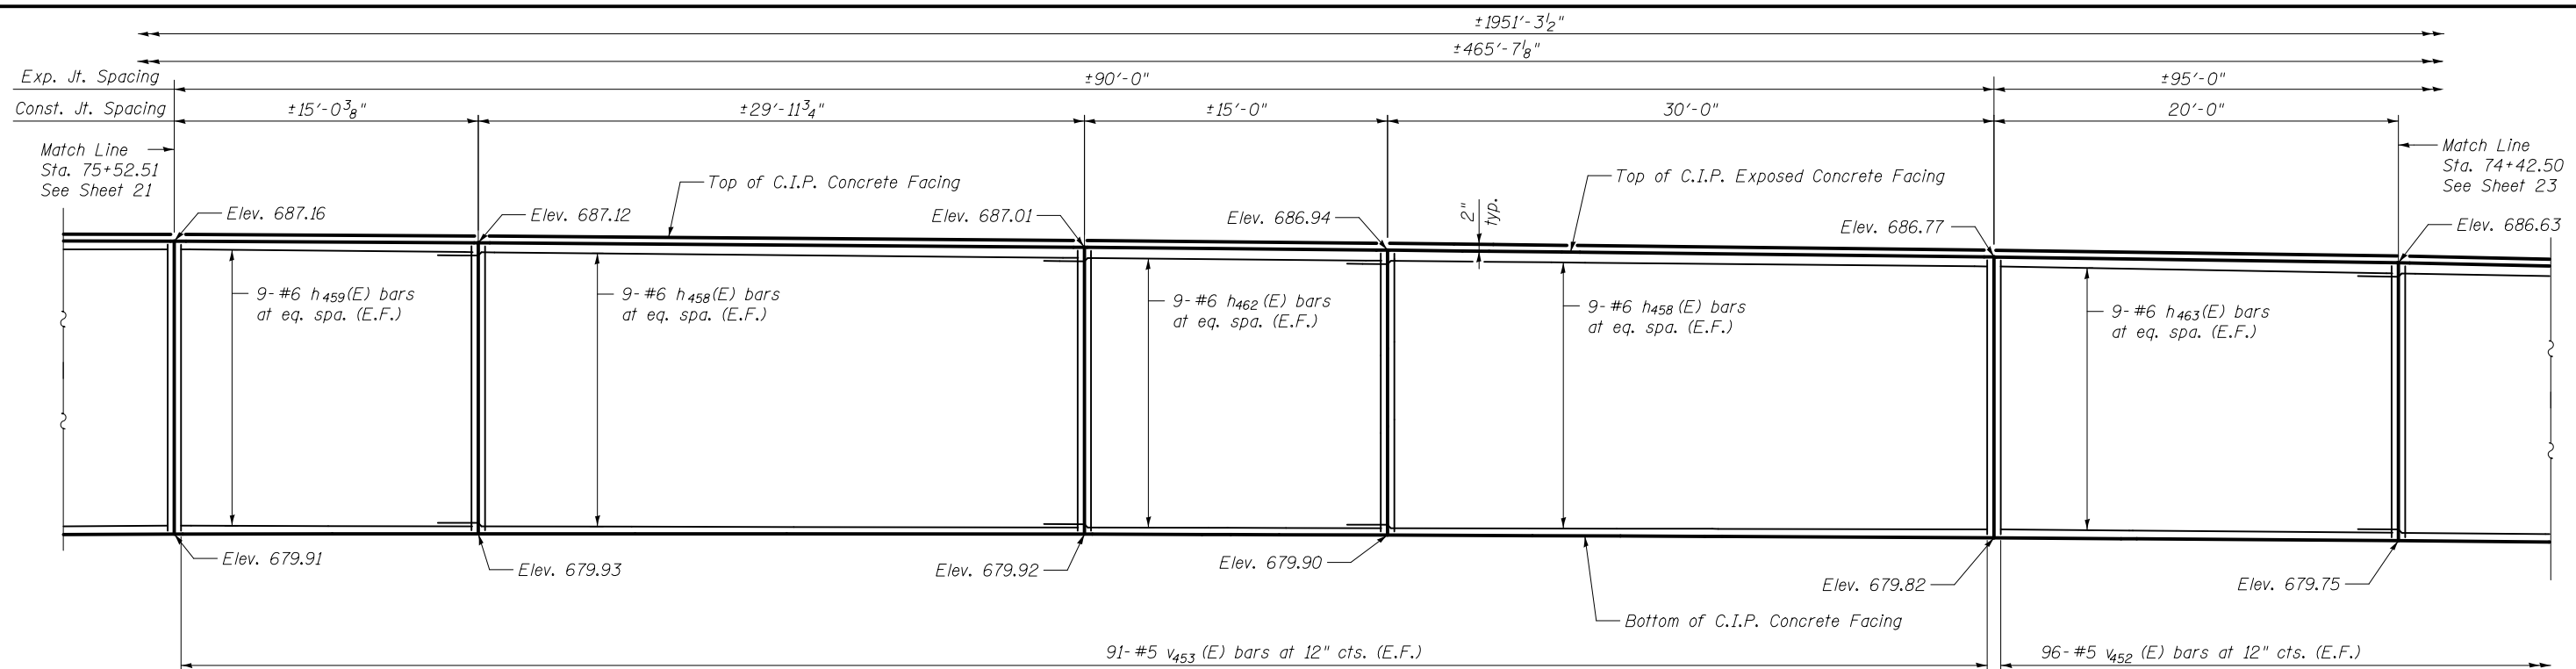 ±1951'-3½"
±465'-7⅛"
Exp. Jt. Spacing
±90'-0"
±95'-0"
Const. Jt. Spacing
±15'-0⅜"
±29'-11¾"
±15'-0"
30'-0"
20'-0"
Match Line
Sta. 75+52.51
See Sheet 21
Match Line
Sta. 74+42.50
See Sheet 23
Top of C.I.P. Concrete Facing
Top of C.I.P. Exposed Concrete Facing
2"
typ.
Elev. 687.16
Elev. 687.12
Elev. 687.01
Elev. 686.94
Elev. 686.77
Elev. 686.63
9-#6 h459(E) bars
at eq. spa. (E.F.)
9-#6 h458(E) bars
at eq. spa. (E.F.)
9-#6 h462(E) bars
at eq. spa. (E.F.)
9-#6 h458(E) bars
at eq. spa. (E.F.)
9-#6 h463(E) bars
at eq. spa. (E.F.)
Elev. 679.91
Elev. 679.93
Elev. 679.92
Elev. 679.90
Elev. 679.82
Elev. 679.75
Bottom of C.I.P. Concrete Facing
91-#5 v453 (E) bars at 12" cts. (E.F.)
96-#5 v452 (E) bars at 12" cts. (E.F.)